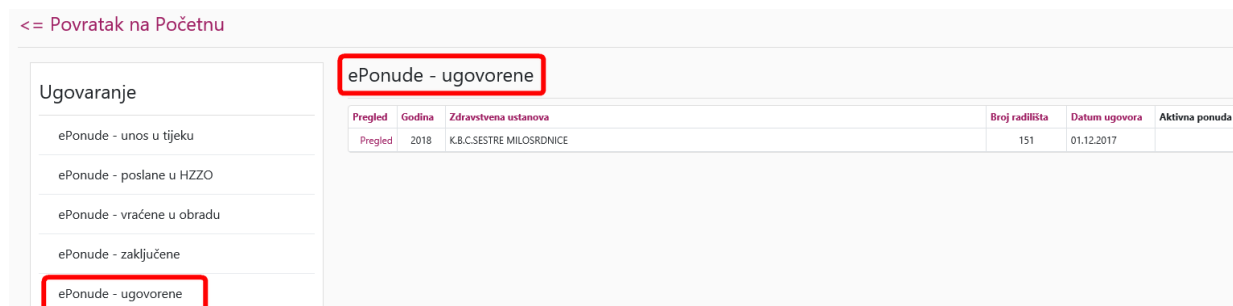 <= Povratak na Početnu
Ugovaranje
ePonude - unos u tijeku
ePonude - poslane u HZZO
ePonude - vraćene u obradu
ePonude - zaključene
ePonude - ugovorene
ePonude - ugovorene
Pregled Godina Zdravstvena ustanova Broj radilišta Datum ugovora Aktivna ponuda
Pregled 2018 K.B.C.SESTRE MILOSRDNICE 151 01.12.2017